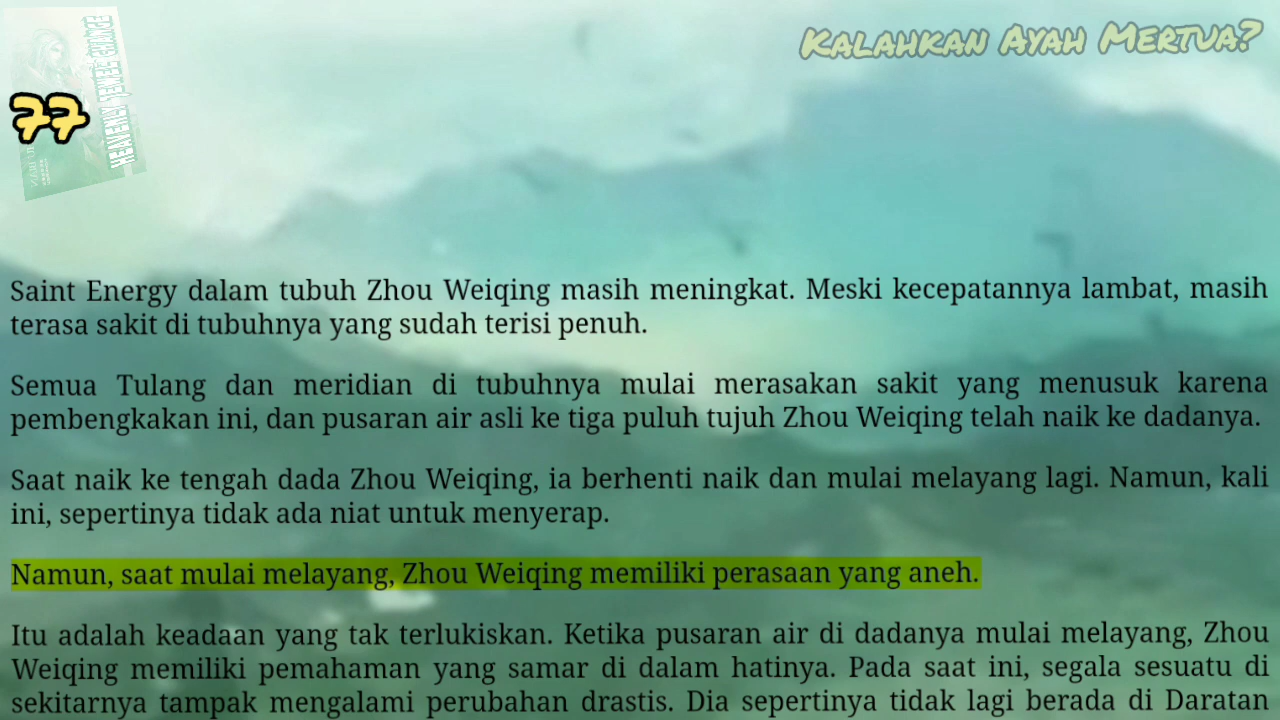 Kalahkan Ayah Mertua?
HEAVENLY JEWEL
77
Saint Energy dalam tubuh Zhou Weiqing masih meningkat. Meski kecepatannya lambat, masih
terasa sakit di tubuhnya yang sudah terisi penuh.
Semua Tulang dan meridian di tubuhnya mulai merasakan sakit yang menusuk karena
pembengkakan ini, dan pusaran air asli ke tiga puluh tujuh Zhou Weiqing telah naik ke dadanya.
Saat naik ke tengah dada Zhou Weiqing, ia berhenti naik dan mulai melayang lagi. Namun, kali
ini, sepertinya tidak ada niat untuk menyerap.
Namun, saat mulai melayang, Zhou Weiqing memiliki perasaan yang aneh.
Itu adalah keadaan yang tak terlukiskan. Ketika pusaran air di dadanya mulai melayang, Zhou
Weiqing memiliki pemahaman yang samar di dalam hatinya. Pada saat ini, segala sesuatu di
sekitarnya tampak mengalami perubahan drastis. Dia sepertinya tidak lagi berada di Daratan